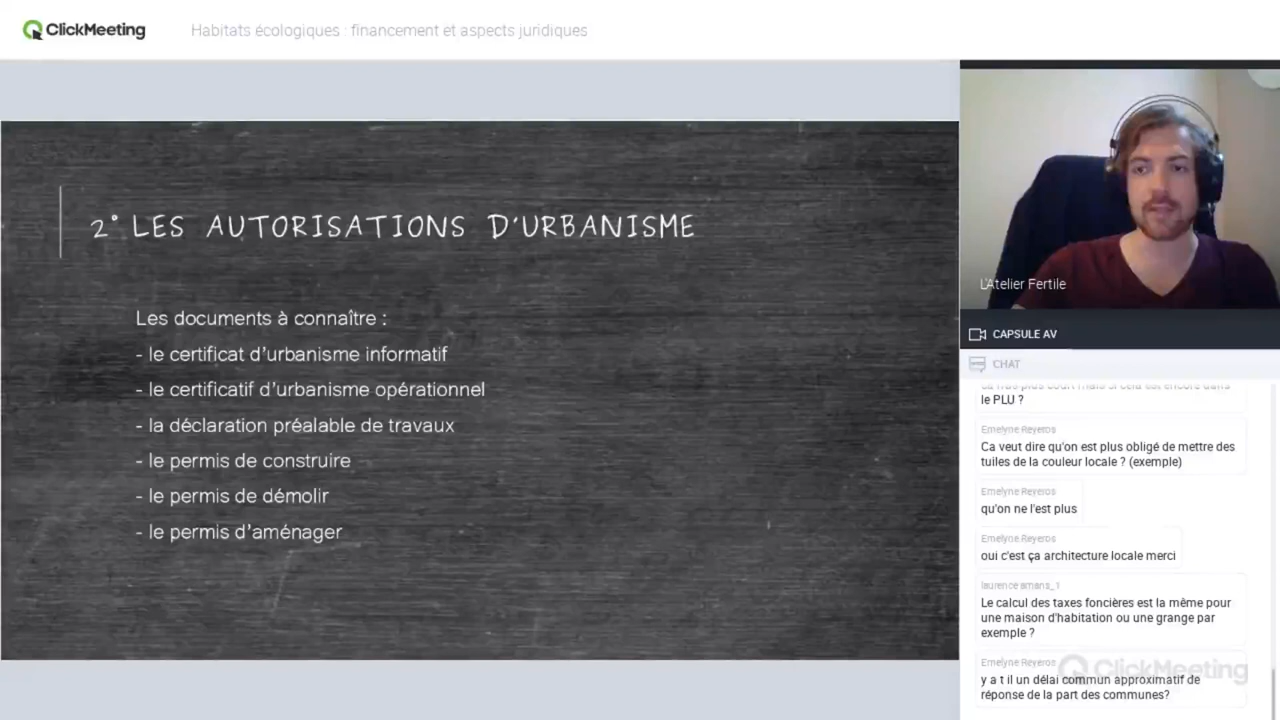 ClickMeeting
Habitats écologiques : financement et aspects juridiques
2° LES AUTORISATIONS D'URBANISME
Les documents à connaître :
- le certificat d'urbanisme informatif
- le certificatif d'urbanisme opérationnel
- la déclaration préalable de travaux
- le permis de construire
- le permis de démolir
- le permis d'aménager
L'Atelier Fertile
CAPSULE AV
CHAT
le PLU ?
Emelyne Reyeros
Ca veut dire qu'on est plus obligé de mettre des
tuiles de la couleur locale ? (exemple)
Emelyne Reyeros
qu'on ne l'est plus
Emelyne Reyeros
oui c'est ça architecture locale merci
laurence amans_1
Le calcul des taxes foncières est la même pour
une maison d'habitation ou une grange par
exemple ?
Emelyne Reyeros
ClickMeeting
y a t il un délai commun approximatif de
réponse de la part des communes?